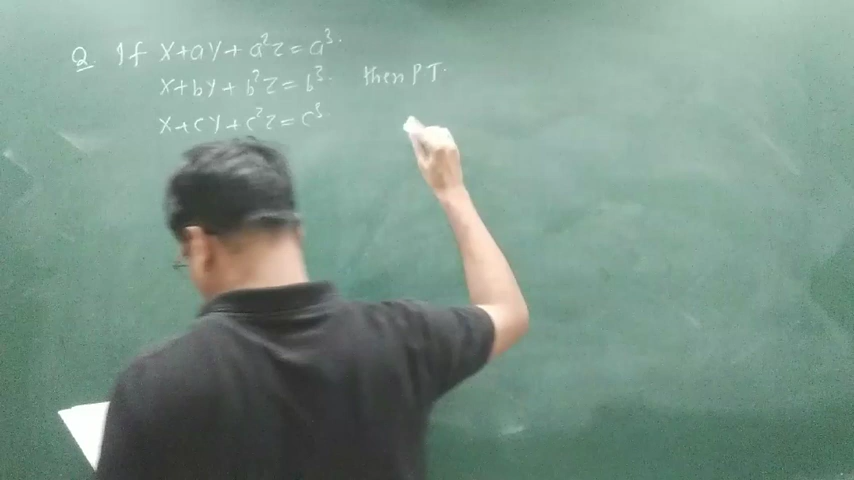 Q. If x+ay+a²z=a³.
x+by+b²z=b³. then PT.
x+cy+c²z=c³.